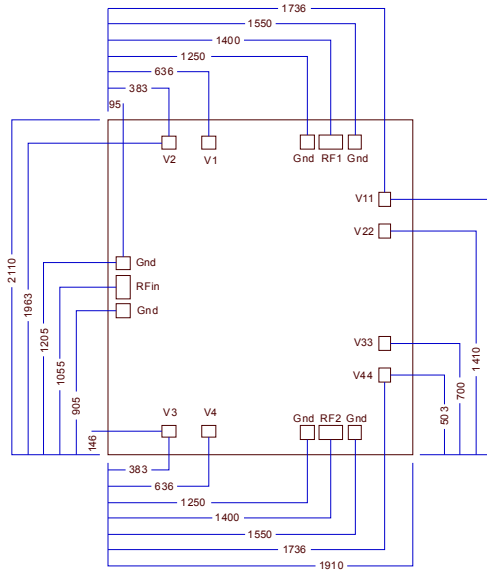 1736
1550
1400
1250
636
383
95
V2
V1
Gnd
RF1
Gnd
V11
V22
Gnd
RFin
Gnd
2110
1963
1205
1055
905
146
1410
V33
V44
700
503
V3
V4
Gnd
RF2
Gnd
383
636
1250
1400
1550
1736
1910